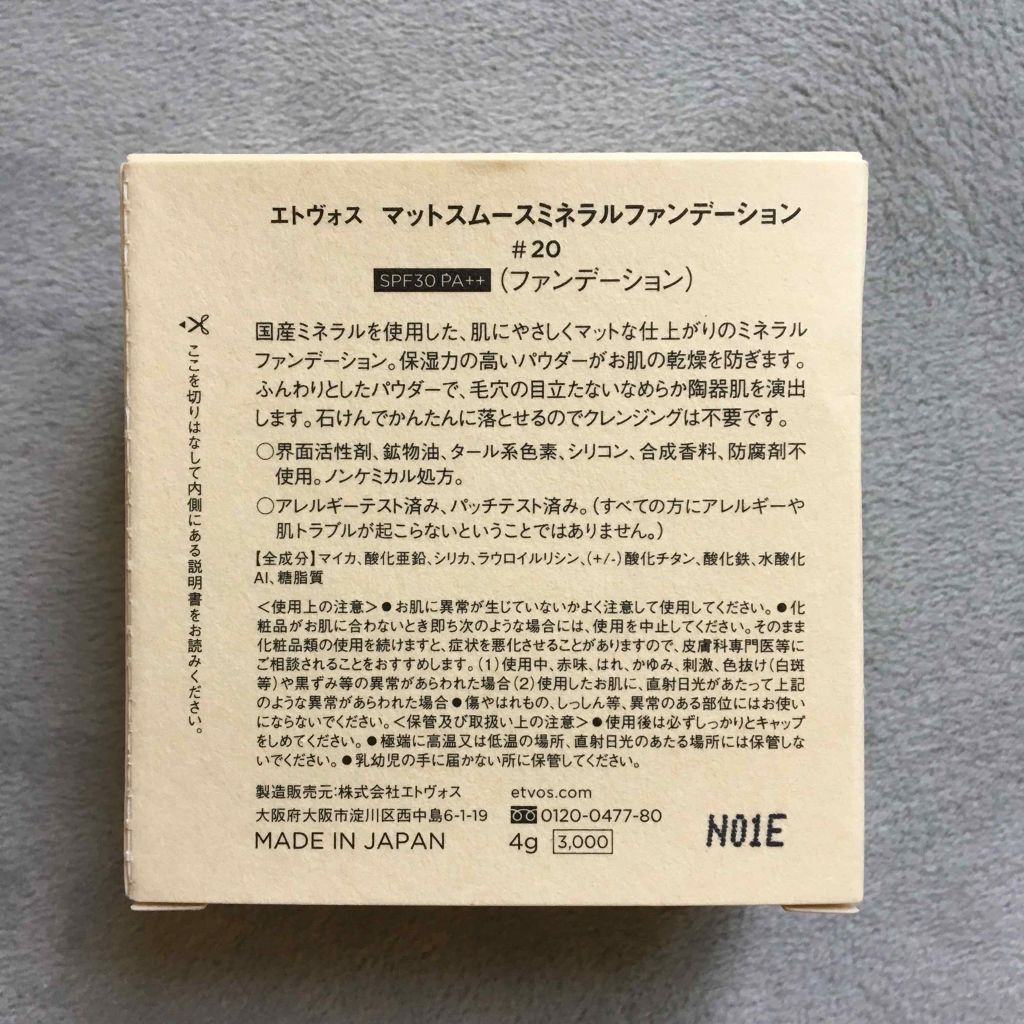 エトヴォス マットスムースミネラルファンデーション
#20
SPF30 PA++ (ファンデーション)
国産ミネラルを使用した、肌にやさしくマットな仕上がりのミネラル
ファンデーション。保湿力の高いパウダーがお肌の乾燥を防ぎます。
ふんわりとしたパウダーで、毛穴の目立たないなめらか陶器肌を演出
します。石けんでかんたんに落とせるのでクレンジングは不要です。
○界面活性剤、鉱物油、タール系色素、シリコン、合成香料、防腐剤不
使用。ノンケミカル処方。
○アレルギーテスト済み、パッチテスト済み。(すべての方にアレルギーや
肌トラブルが起こらないということではありません。)
【全成分】マイカ、酸化亜鉛、シリカ、ラウロイルリシン、(+/-)酸化チタン、酸化鉄、水酸化
Al、糖脂質
<使用上の注意>●お肌に異常が生じていないかよく注意して使用してください。●化
粧品がお肌に合わないとき即ち次のような場合には、使用を中止してください。そのまま
化粧品類の使用を続けますと、症状を悪化させることがありますので、皮膚科専門医等に
ご相談されることをおすすめします。(1)使用中、赤味、はれ、かゆみ、刺激、色抜け(白斑
等)や黒ずみ等の異常があらわれた場合(2)使用したお肌に、直射日光があたって上記
のような異常があらわれた場合●傷やはれもの、しっしん等、異常のある部位にはお使い
にならないでください。<保管及び取扱い上の注意>●使用後は必ずしっかりとキャップ
をしめてください。●極端に高温又は低温の場所、直射日光のあたる場所には保管しな
いでください。●乳幼児の手に届かない所に保管してください。
製造販売元:株式会社エトヴォス etvos.com
大阪府大阪市淀川区西中島6-1-19 0120-0477-80
MADE IN JAPAN 4g 3,000
N01E
ここを切りはなして内側にある説明書をお読みください。